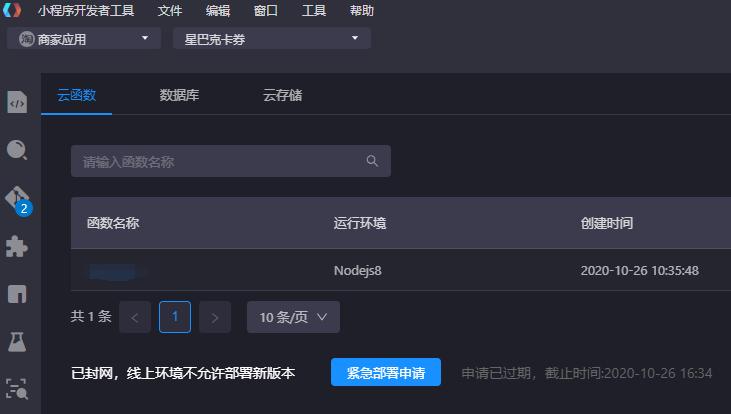 小程序开发者工具 文件 编辑 窗口 工具 帮助
淘 商家应用 星巴克卡券
云函数 数据库 云存储
请输入函数名称
函数名称 运行环境 创建时间
2
Nodejs8 2020-10-26 10:35:48
共 1 条 < 1 > 10 条/页
已封网，线上环境不允许部署新版本 紧急部署申请 申请已过期，截止时间:2020-10-26 16:34